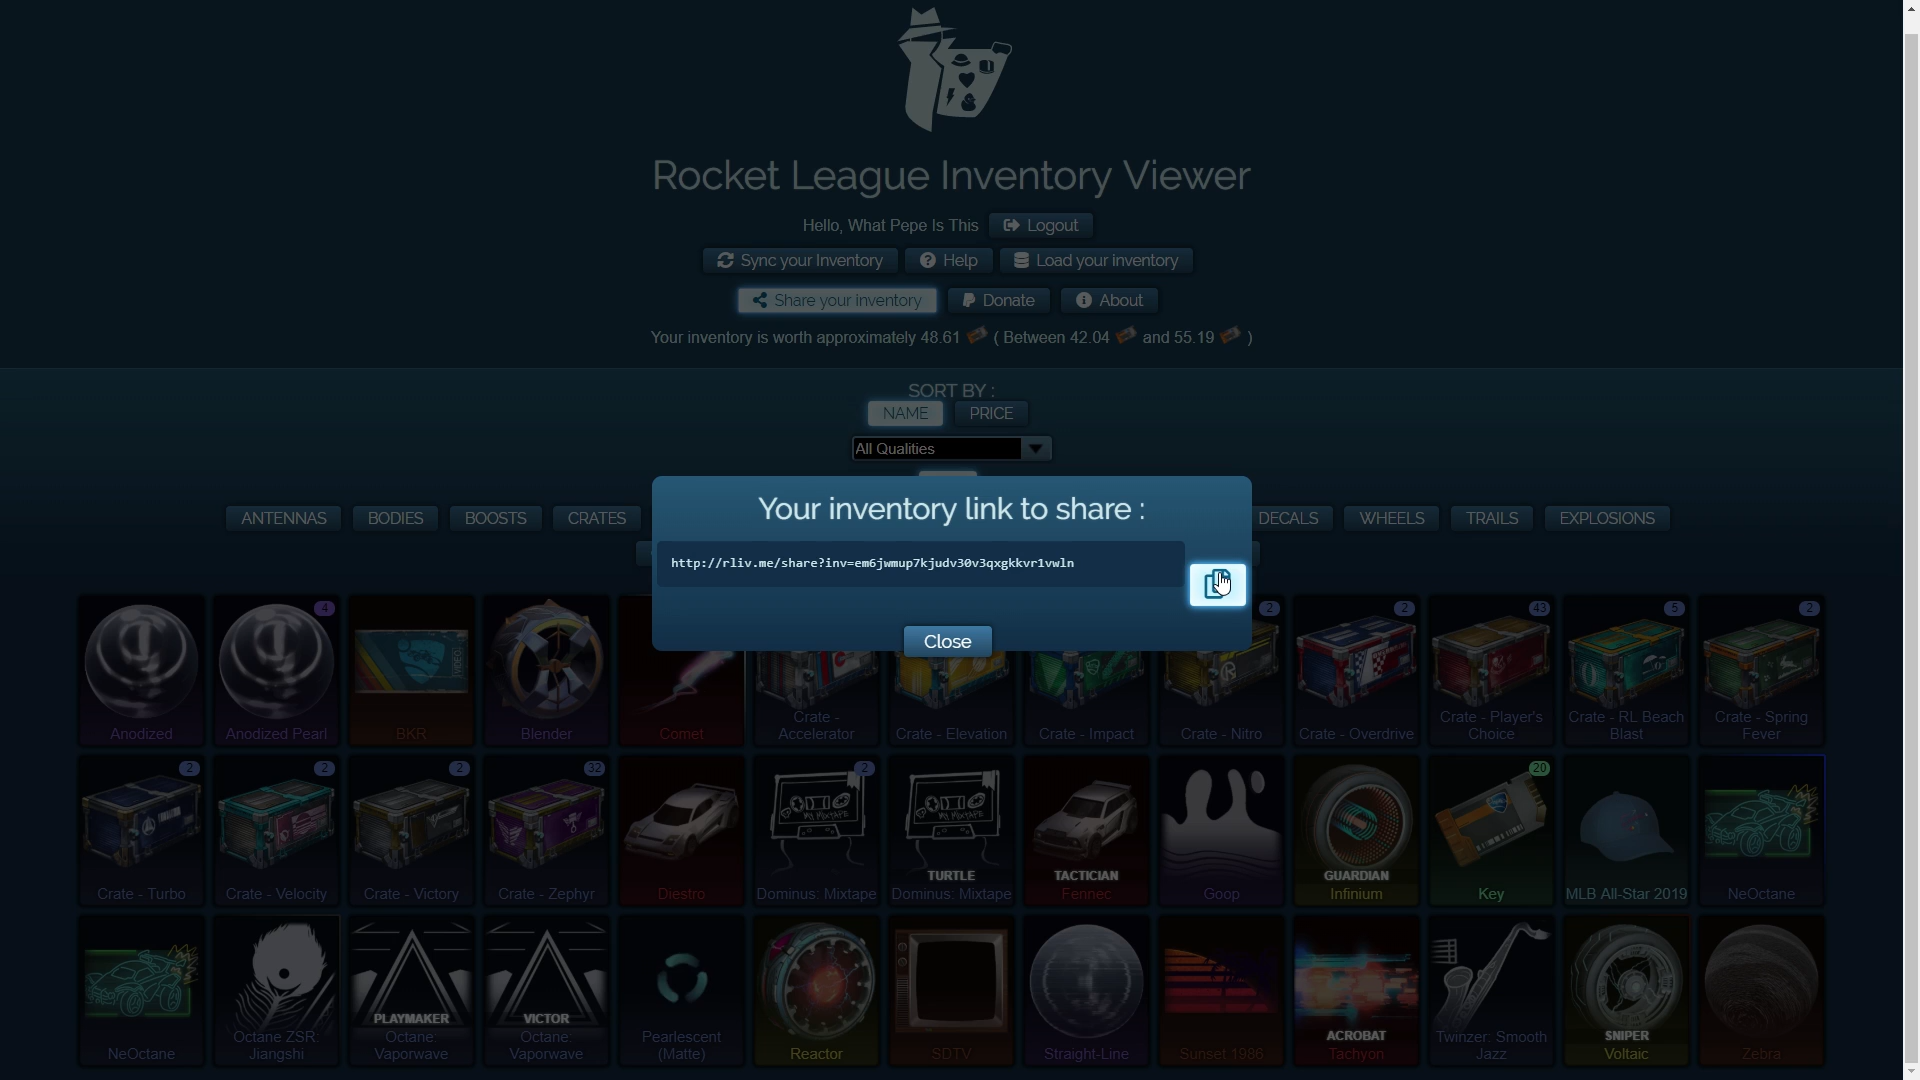 Rocket League Inventory Viewer
Hello, What Pepe Is This
Logout
Sync your Inventory
Help
Load your inventory
Share your inventory
Donate
About
Your inventory is worth approximately 48.61 ( Between 42.04 and 55.19 )
SORT BY :
NAME
PRICE
All Qualities
Your inventory link to share :
ANTENNAS
BODIES
BOOSTS
CRATES
DECALS
WHEELS
TRAILS
EXPLOSIONS
http://rliv.me/share?inv=em6jwmup7kjudv30v3qxgkkvr1vwln
Close
Anodized
4
Anodized Pearl
VIDEO
BKR
Blender
Comet
Crate -
Accelerator
Crate - Elevation
Crate - Impact
2
Crate - Nitro
2
Crate - Overdrive
43
Crate - Player's
Choice
5
Crate - RL Beach
Blast
2
Crate - Spring
Fever
2
Crate - Turbo
2
Crate - Velocity
2
Crate - Victory
32
Crate - Zephyr
Diestro
2
MY MIXTAPE
Dominus: Mixtape
MY MIXTAPE
TURTLE
Dominus: Mixtape
TACTICIAN
Fennec
Goop
GUARDIAN
Infinium
20
Key
MLB All-Star 2019
NeOctane
NeOctane
Octane ZSR:
Jiangshi
PLAYMAKER
Octane:
Vaporwave
VICTOR
Octane:
Vaporwave
Pearlescent
(Matte)
Reactor
SDTV
Straight-Line
Sunset 1986
ACROBAT
Tachyon
Twinzer: Smooth
Jazz
SNIPER
Voltaic
Zebra